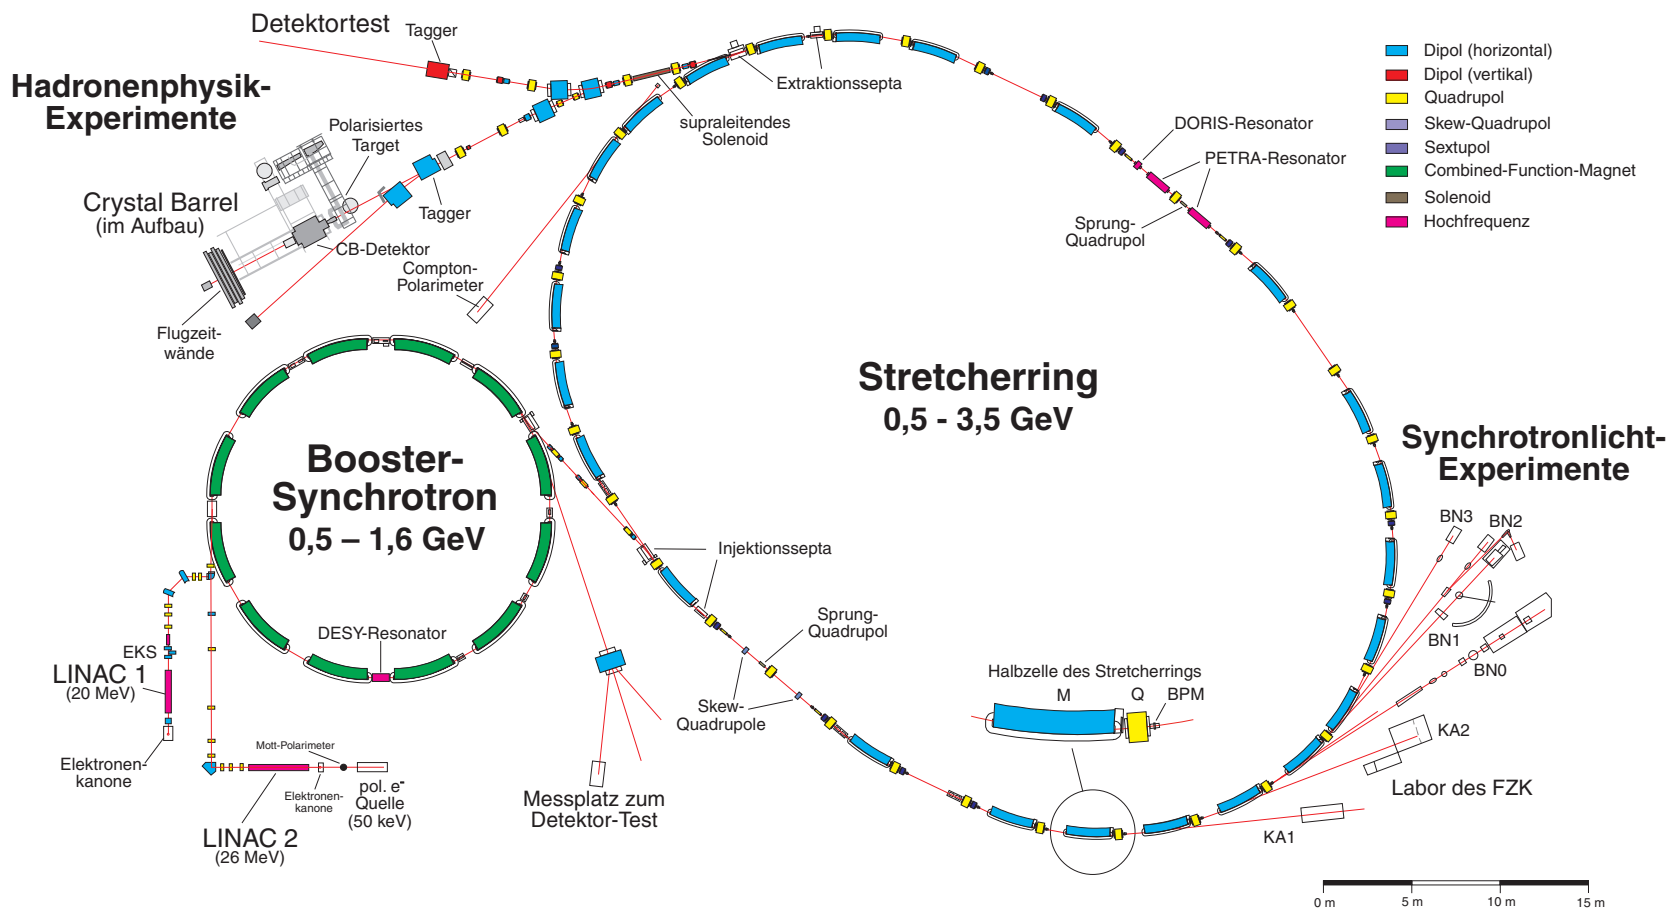 Detektortest
Tagger
Hadronenphysik-
Experimente
Polarisiertes
Target
Crystal Barrel
(im Aufbau)
Tagger
CB-Detektor
Flugzeit-
wände
Compton-
Polarimeter
Extraktionssepta
supraleitendes
Solenoid
DORIS-Resonator
PETRA-Resonator
Sprung-
Quadrupol
Dipol (horizontal)
Dipol (vertikal)
Quadrupol
Skew-Quadrupol
Sextupol
Combined-Function-Magnet
Solenoid
Hochfrequenz
Stretcherring
0,5 - 3,5 GeV
Booster-
Synchrotron
0,5 – 1,6 GeV
DESY-Resonator
Injektionssepta
Sprung-
Quadrupol
Skew-
Quadrupole
Synchrotronlicht-
Experimente
BN3
BN2
BN1
BN0
KA2
Labor des FZK
KA1
Halbzelle des Stretcherrings
M
Q
BPM
EKS
LINAC 1
(20 MeV)
Elektronen-
kanone
Mott-Polarimeter
Elektronen-
kanone
pol. e-
Quelle
(50 keV)
LINAC 2
(26 MeV)
Messplatz zum
Detektor-Test
0 m
5 m
10 m
15 m